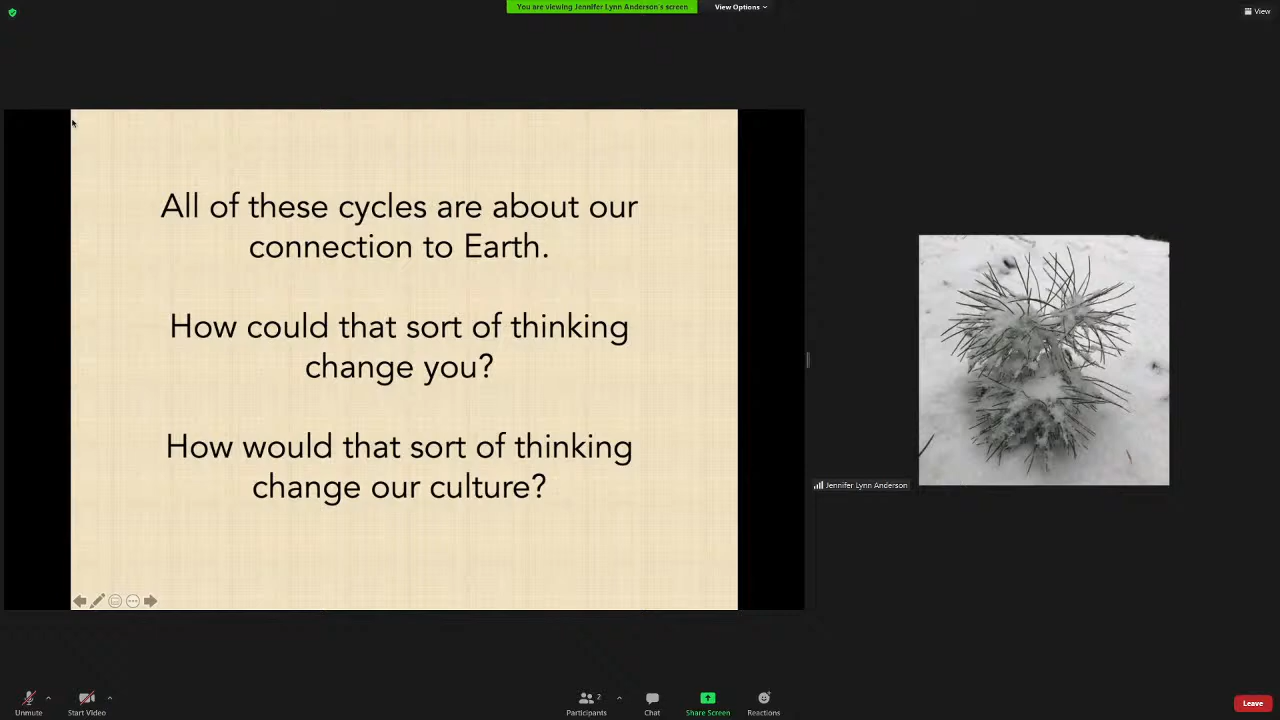 You are viewing Jennifer Lynn Anderson's screen
View Options
View
All of these cycles are about our
connection to Earth.
How could that sort of thinking
change you?
How would that sort of thinking
change our culture?
Jennifer Lynn Anderson
Unmute
Start Video
Participants
2
Chat
Share Screen
Reactions
Leave